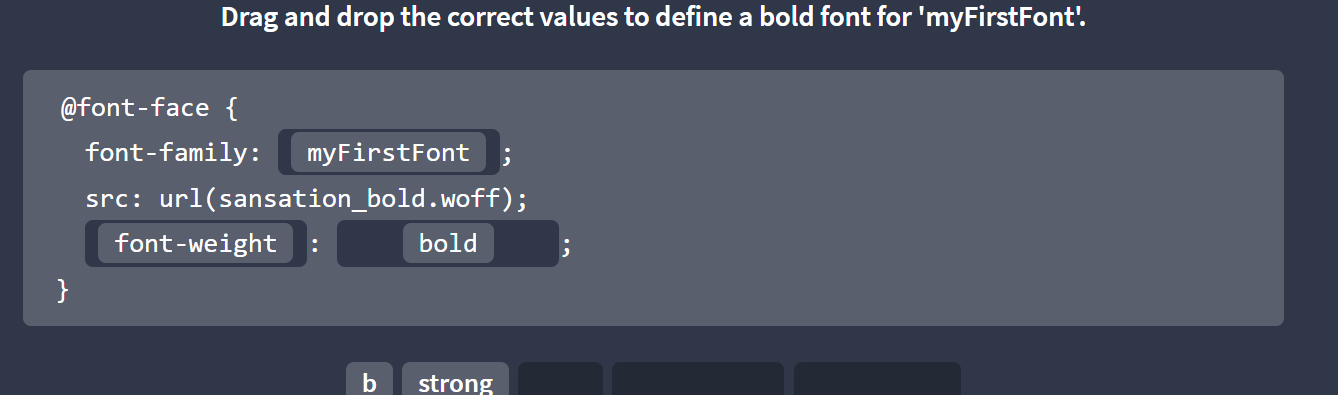 Drag and drop the correct values to define a bold font for 'myFirstFont'.
@font-face {
font-family: myFirstFont ;
src: url(sansation_bold.woff);
font-weight : bold ;
}
b strong